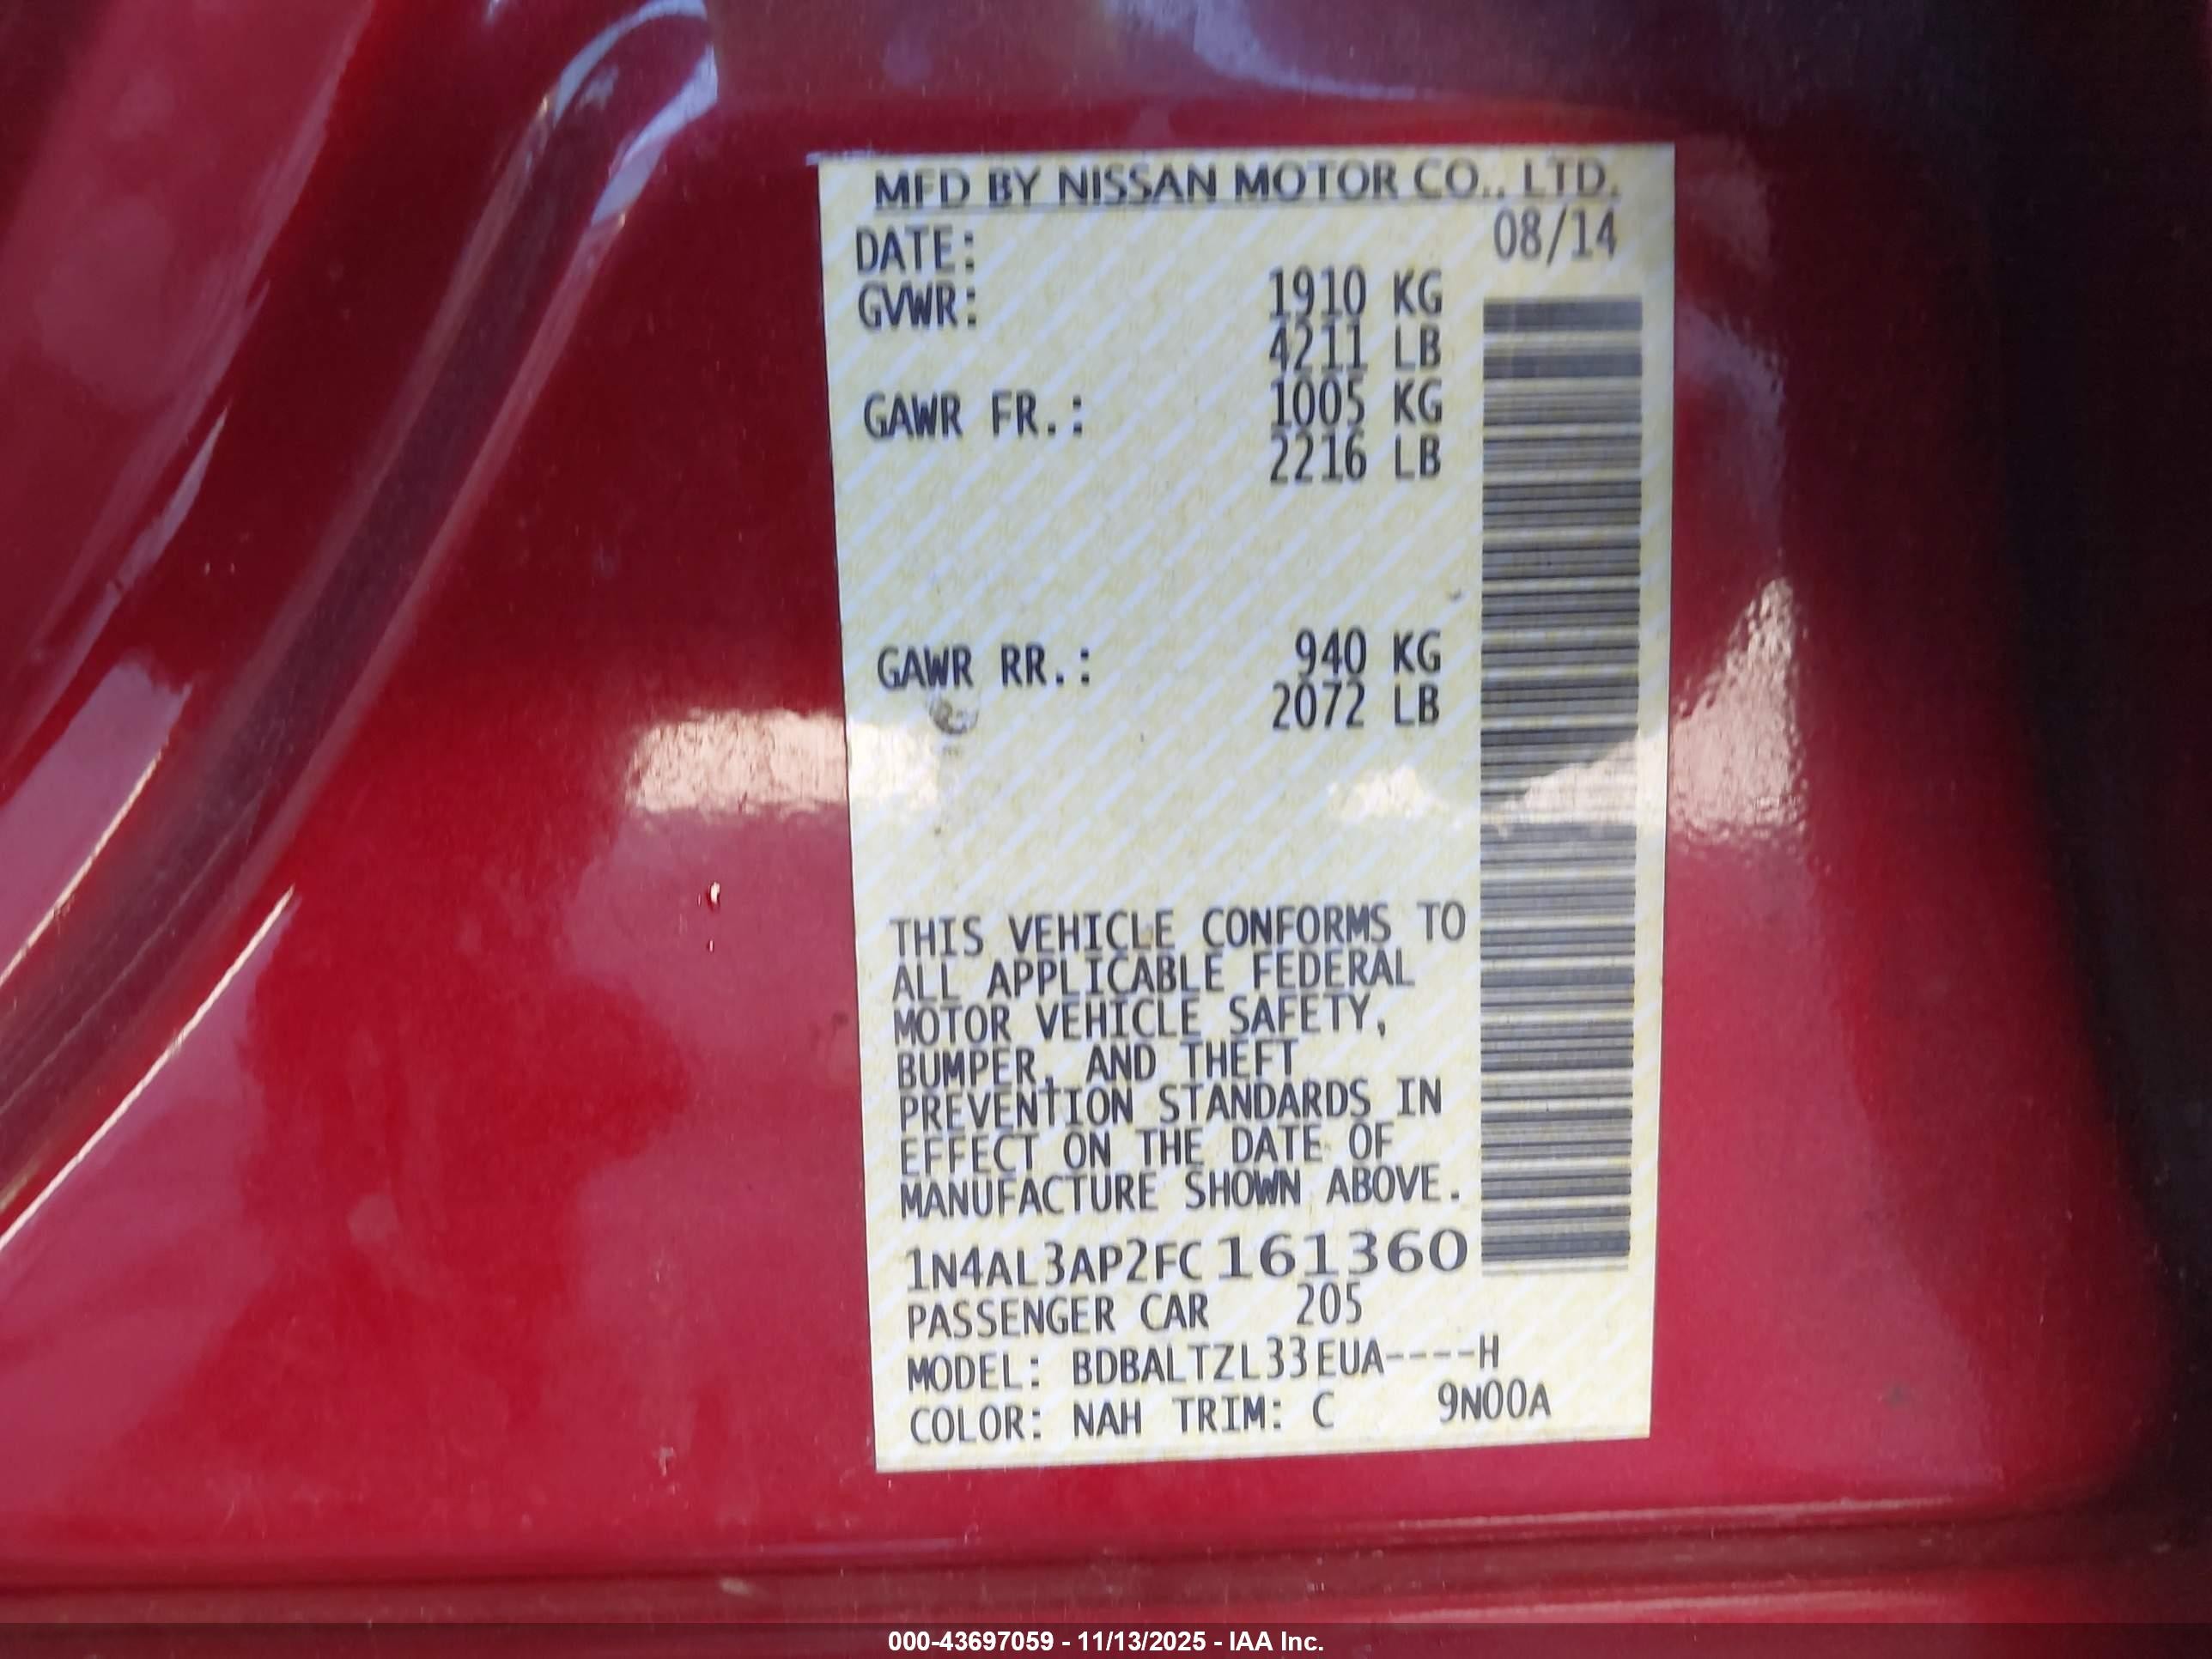 MFD BY NISSAN MOTOR CO., LTD.
DATE: 08/14
GVWR: 1910 KG
4211 LB
GAWR FR.: 1005 KG
2216 LB
GAWR RR.: 940 KG
2072 LB
THIS VEHICLE CONFORMS TO
ALL APPLICABLE FEDERAL
MOTOR VEHICLE SAFETY,
BUMPER, AND THEFT
PREVENTION STANDARDS IN
EFFECT ON THE DATE OF
MANUFACTURE SHOWN ABOVE.
1N4AL3AP2FC161360
PASSENGER CAR 205
MODEL: BDBALTZL33EUA----H
COLOR: NAH TRIM: C 9N00A
000-43697059 - 11/13/2025 - IAA Inc.